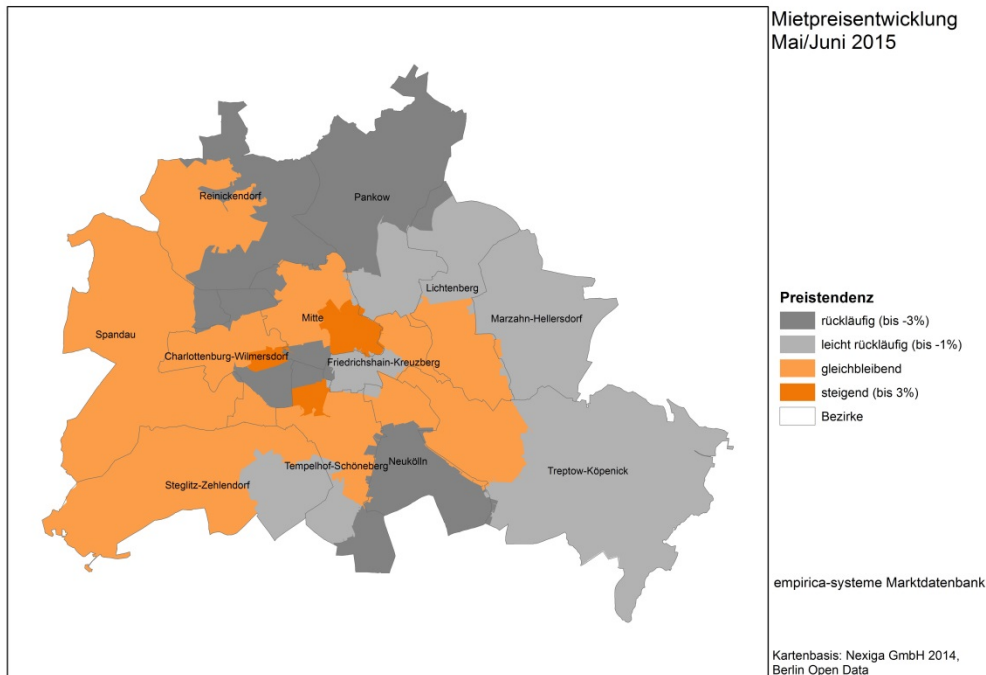 Mietpreisentwicklung
Mai/Juni 2015
Reinickendorf
Pankow
Lichtenberg
Marzahn-Hellersdorf
Mitte
Spandau
Charlottenburg-Wilmersdorf
Friedrichshain-Kreuzberg
Tempelhof-Schöneberg
Neukölln
Treptow-Köpenick
Steglitz-Zehlendorf
Preistendenz
rückläufig (bis -3%)
leicht rückläufig (bis -1%)
gleichbleibend
steigend (bis 3%)
Bezirke
empirica-systeme Marktdatenbank
Kartenbasis: Nexiga GmbH 2014,
Berlin Open Data